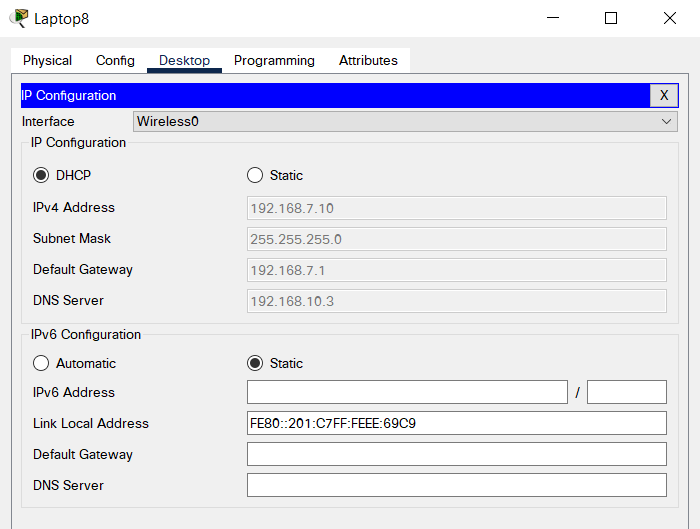 Laptop8
Physical Config Desktop Programming Attributes
IP Configuration X
Interface Wireless0
IP Configuration
DHCP Static
IPv4 Address 192.168.7.10
Subnet Mask 255.255.255.0
Default Gateway 192.168.7.1
DNS Server 192.168.10.3
IPv6 Configuration
Automatic Static
IPv6 Address /
Link Local Address FE80::201:C7FF:FEEE:69C9
Default Gateway
DNS Server